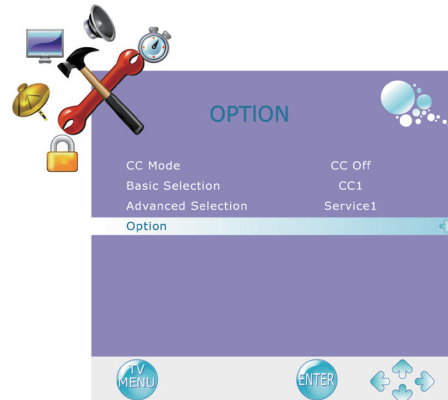 OPTION
CC Mode CC Off
Basic Selection CC1
Advanced Selection Service1
Option
TV
MENU
ENTER